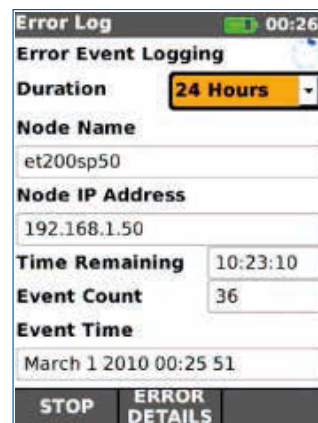 Error Log 00:26
Error Event Logging
Duration 24 Hours
Node Name
et200sp50
Node IP Address
192.168.1.50
Time Remaining 10:23:10
Event Count 36
Event Time
March 1 2010 00:25 51
STOP ERROR DETAILS